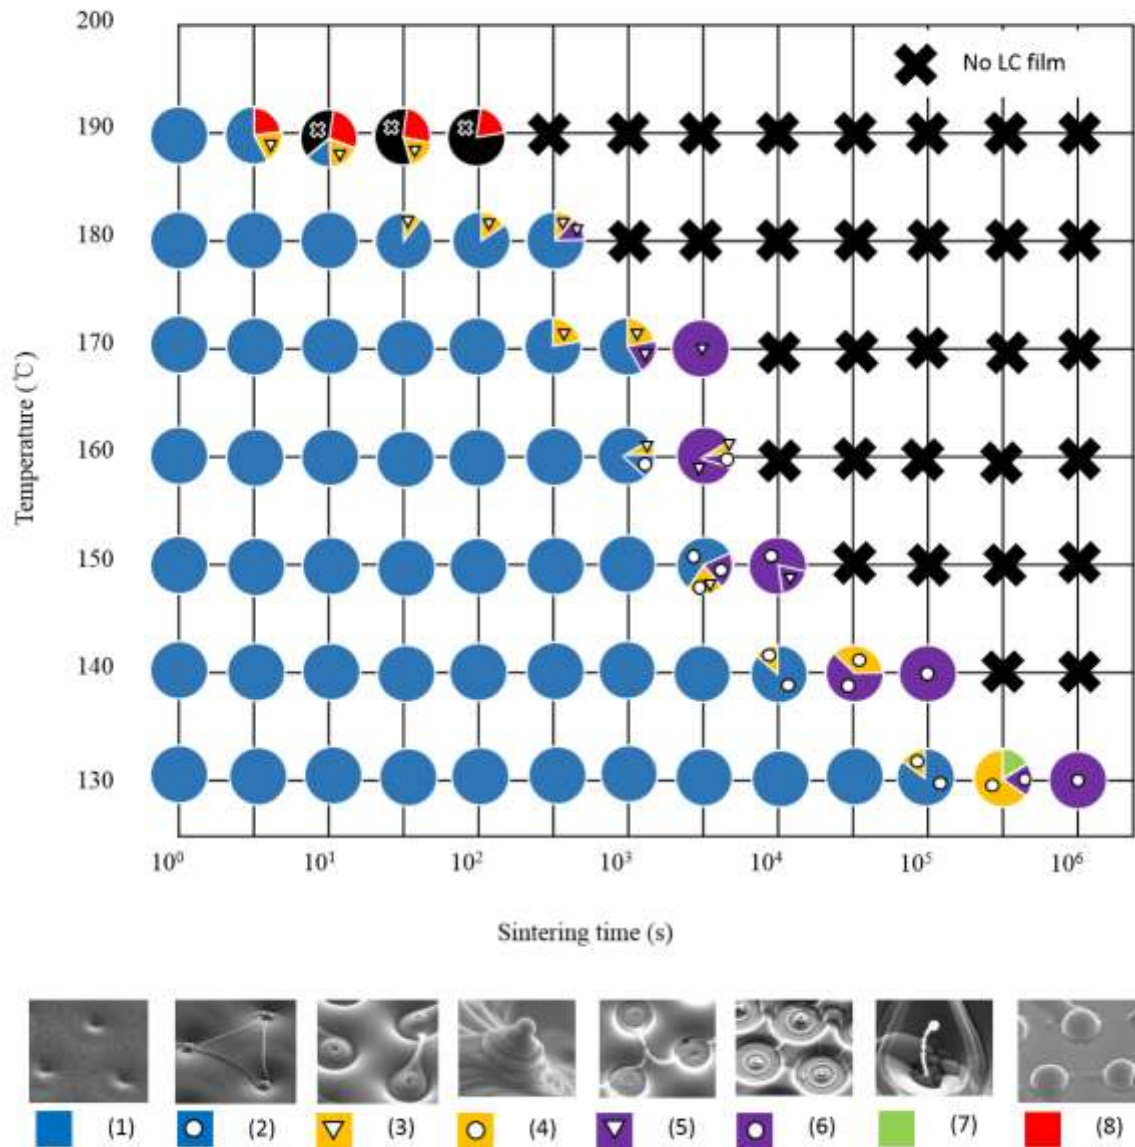 200
No LC film
190
180
170
160
150
140
130
Temperature (℃)
10⁰ 10¹ 10² 10³ 10⁴ 10⁵ 10⁶
Sintering time (s)
(1) (2) (3) (4) (5) (6) (7) (8)